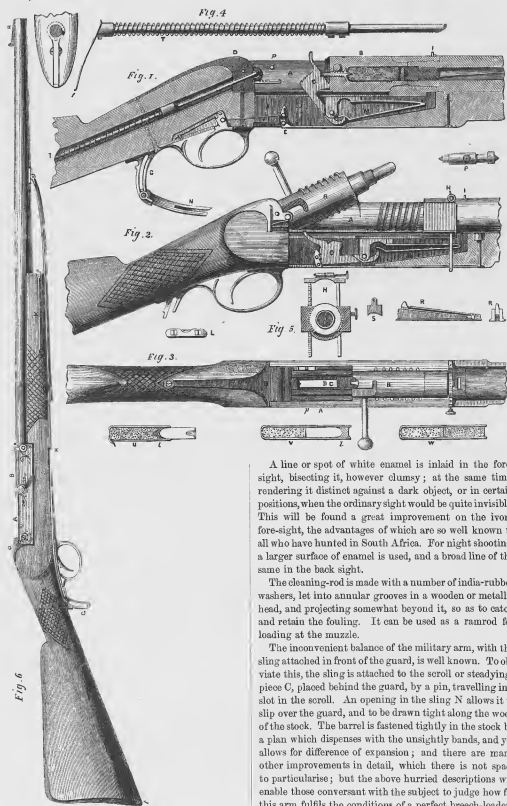 Fig. 4
Fig. 1.
Fig. 2.
Fig 5.
Fig. 3.
Fig. 6
A line or spot of white enamel is inlaid in the for
sight, bisecting it, however clumsy; at the same tim
rendering it distinct against a dark object, or in certai
positions, when the ordinary sight would be quite invisibl
This will be found a great improvement on the ivor
fore-sight, the advantages of which are so well known
all who have hunted in South Africa. For night shootin
a larger surface of enamel is used, and a broad line of th
same in the back sight.
The cleaning-rod is made with a number of india-rubbe
washers, let into annular grooves in a wooden or metall
head, and projecting somewhat beyond it, so as to catc
and retain the fouling. It can be used as a ramrod f
loading at the muzzle.
The inconvenient balance of the military arm, with th
sling attached in front of the guard, is well known. To ob
viate this, the sling is attached to the scroll or steadying
piece C, placed behind the guard, by a pin, travelling in
slot in the scroll. An opening in the sling N allows it
slip over the guard, and to be drawn tight along the woo
of the stock. The barrel is fastened tightly in the stock b
a plan which dispenses with the unsightly bands, and y
allows for difference of expansion; and there are man
other improvements in detail, which there is not spac
to particularise; but the above hurried descriptions w
enable those conversant with the subject to judge how f
this arm fulfils the conditions of a perfect breech-loader